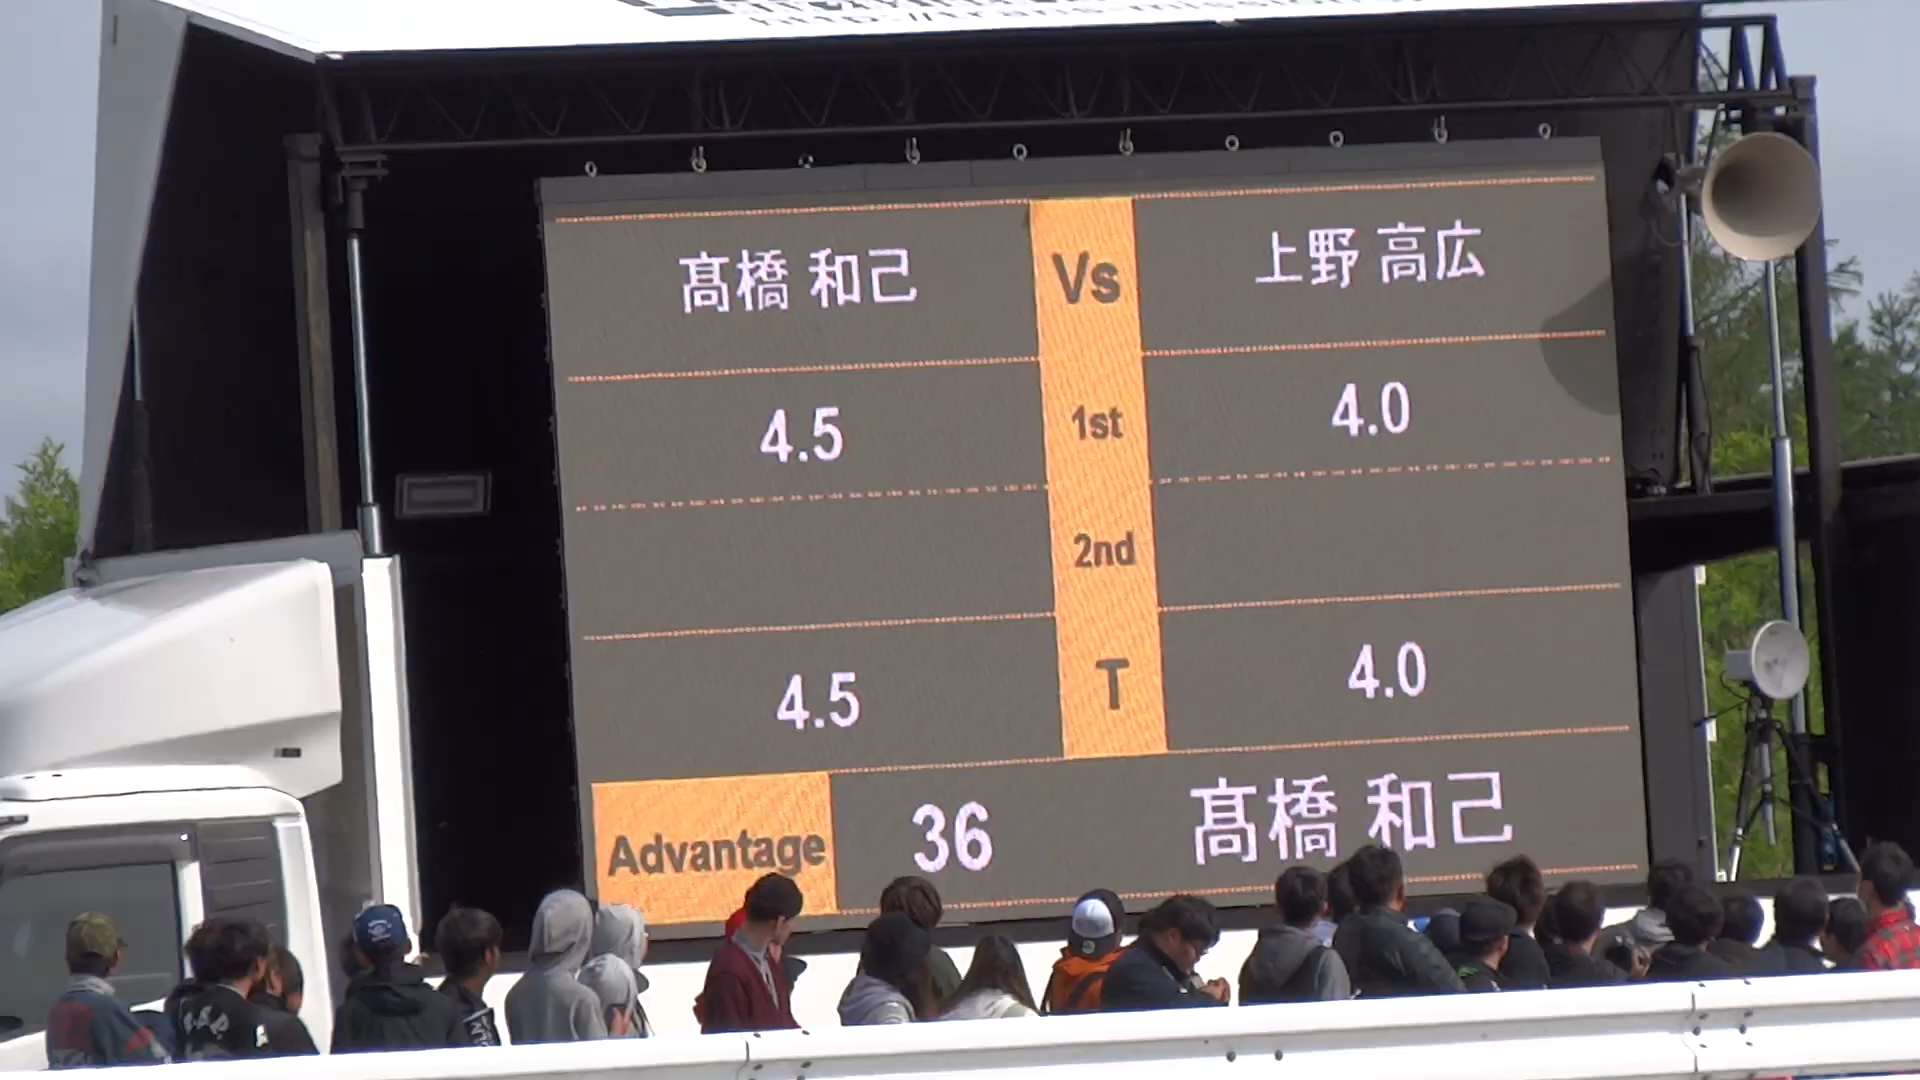 髙橋 和己 Vs 上野 高広
4.5 1st 4.0
2nd
4.5 T 4.0
Advantage 36 髙橋 和己